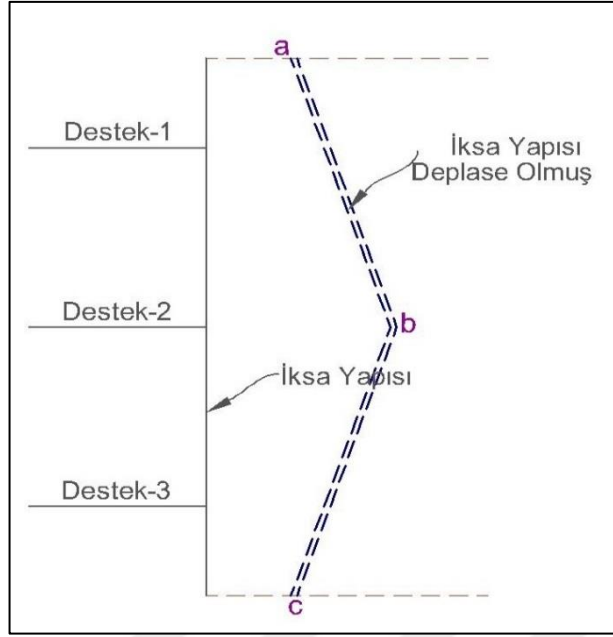 a
Destek-1
İksa Yapısı
Deplase Olmuş
Destek-2
b
İksa Yapısı
Destek-3
c